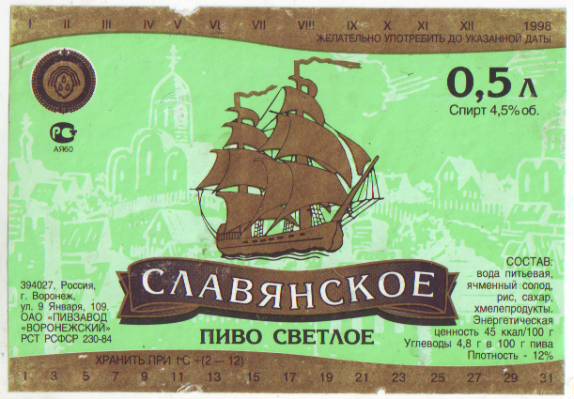 I II III IV V VI VII VIII IX X XI XII 1998
ЖЕЛАТЕЛЬНО УПОТРЕБИТЬ ДО УКАЗАННОЙ ДАТЫ
0,5 л
Спирт 4,5% об.
РС
АЯ60
СЛАВЯНСКОЕ
ПИВО СВЕТЛОЕ
394027, Россия,
г. Воронеж,
ул. 9 Января, 109.
ОАО "ПИВЗАВОД
«ВОРОНЕЖСКИЙ»
РСТ РСФСР 230-84
СОСТАВ:
вода питьевая,
ячменный солод,
рис, сахар,
хмелепродукты.
Энергетическая
ценность 45 ккал/100 г
Углеводы 4,8 г в 100 г пива
Плотность - 12%
ХРАНИТЬ ПРИ t°C +(2 — 12)
1 3 5 7 9 11 13 15 17 19 21 23 25 27 29 31